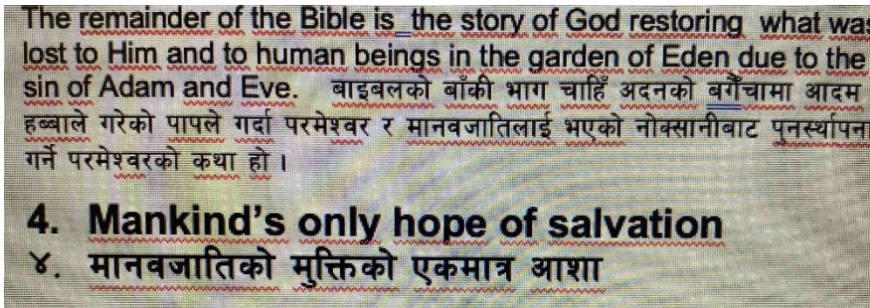 The remainder of the Bible is the story of God restoring what was
lost to Him and to human beings in the garden of Eden due to the
sin of Adam and Eve. बाइबलको बाँकी भाग चाहिँ अदनको बगैँचामा आदम
हव्बाले गरेको पापले गर्दा परमेश्वर र मानवजातिलाई भएको नोक्सानीबाट पुनर्स्थापना
गर्ने परमेश्वरको कथा हो ।
4. Mankind's only hope of salvation
४. मानवजातिको मुक्तिको एकमात्र आशा